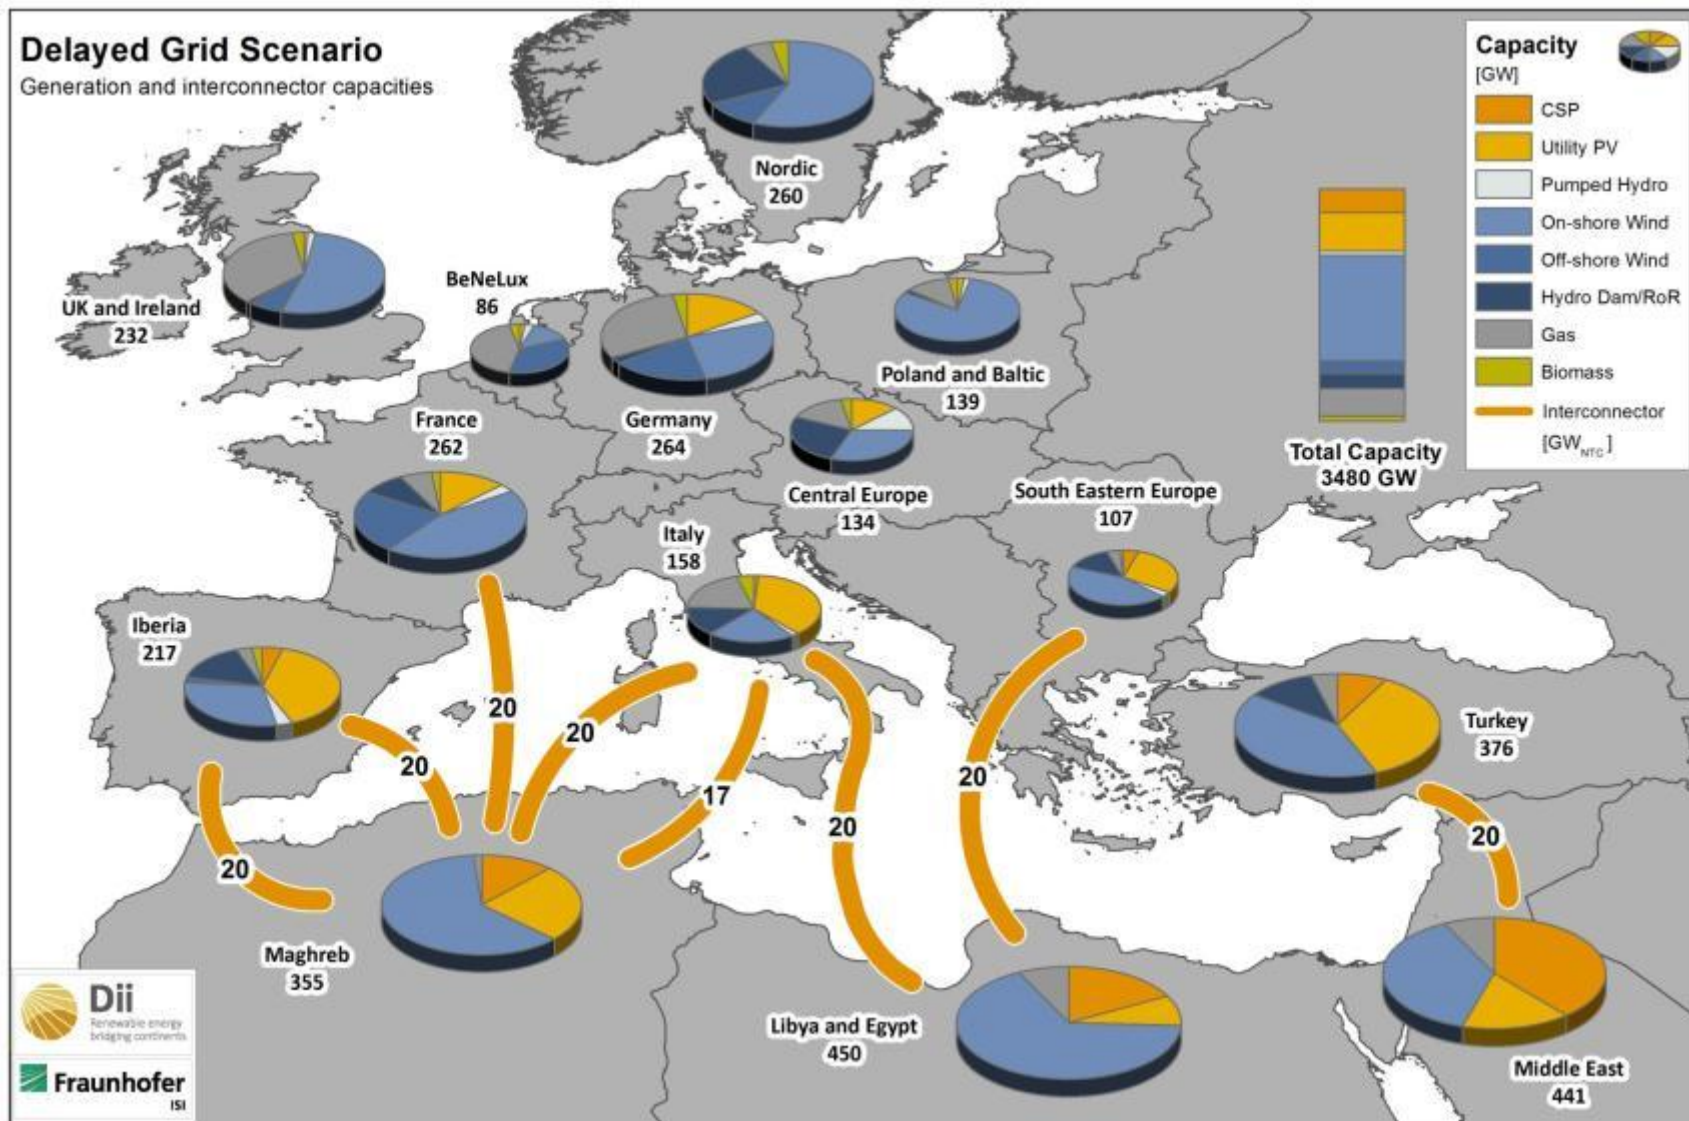 Delayed Grid Scenario
Generation and interconnector capacities
Nordic
260
UK and Ireland
232
BeNeLux
86
Germany
264
Poland and Baltic
139
France
262
Central Europe
134
South Eastern Europe
107
Italy
158
Iberia
217
Turkey
376
Maghreb
355
Libya and Egypt
450
Middle East
441
20
20
20
20
17
20
20
20
Total Capacity
3480 GW
Capacity
[GW]
CSP
Utility PV
Pumped Hydro
On-shore Wind
Off-shore Wind
Hydro Dam/RoR
Gas
Biomass
Interconnector
[GW NTC]
Dii
Renewable energy
bridging continents
Fraunhofer
ISI